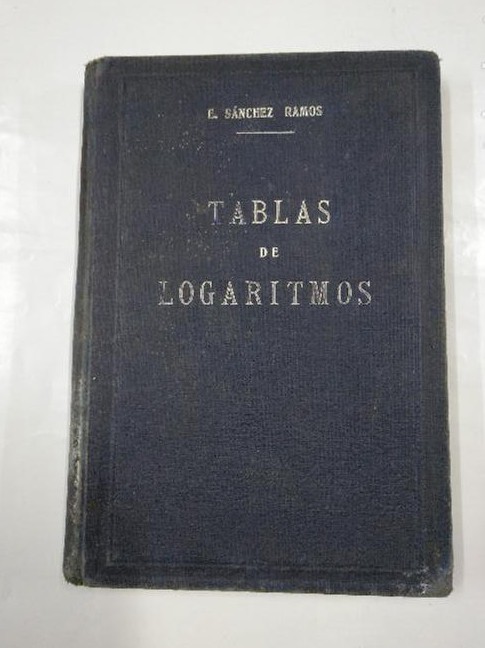 E. SÁNCHEZ RAMOS
TABLAS
DE
LOGARITMOS